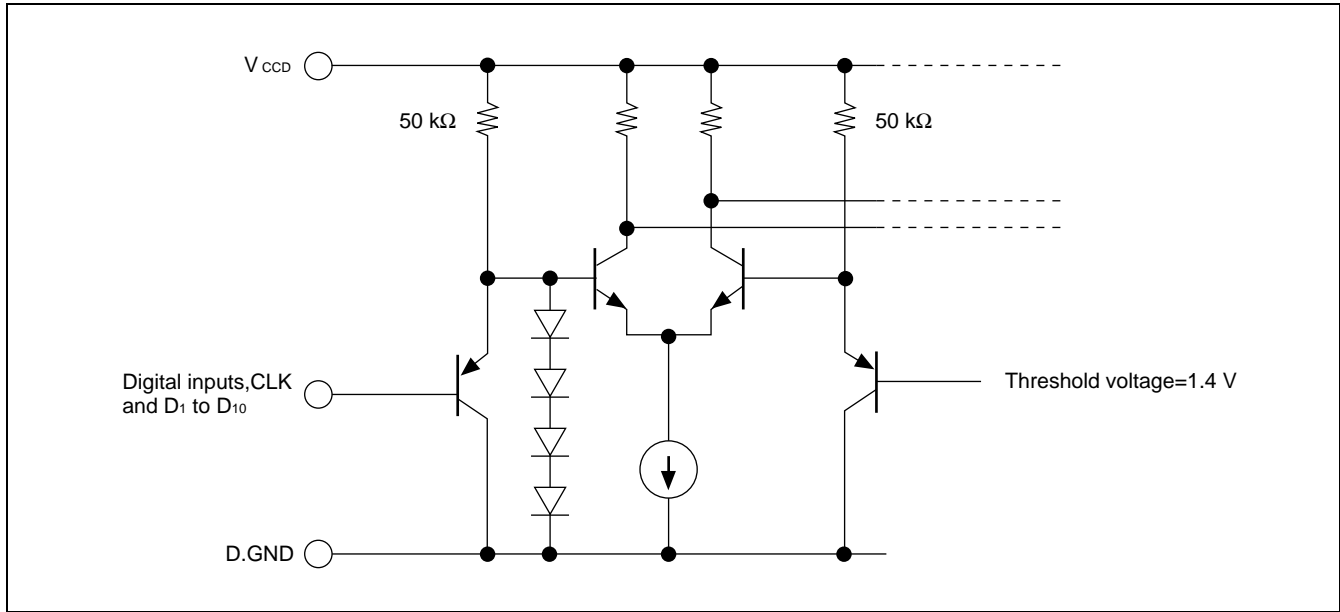 V CCD
50 kΩ
50 kΩ
Digital inputs,CLK
and D1 to D10
Threshold voltage=1.4 V
D.GND